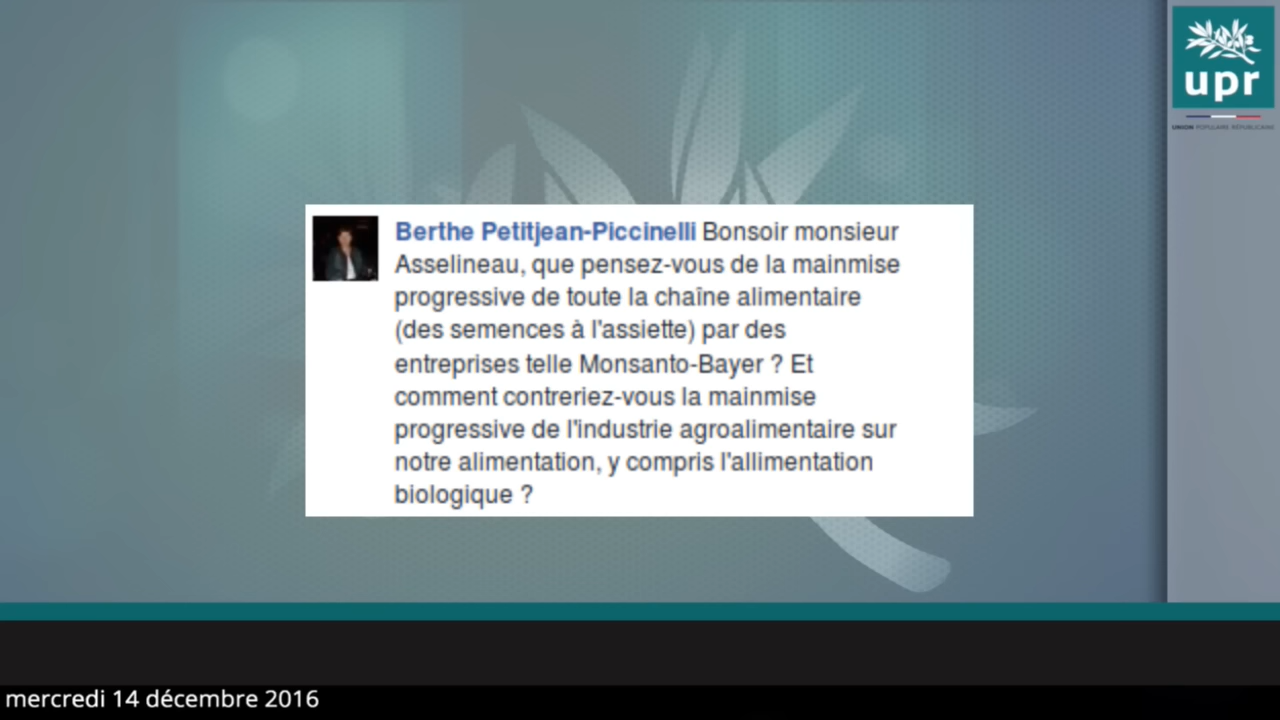 upr
UNION POPULAIRE RÉPUBLICAINE
Berthe Petitjean-Piccinelli Bonsoir monsieur
Asselineau, que pensez-vous de la mainmise
progressive de toute la chaîne alimentaire
(des semences à l'assiette) par des
entreprises telle Monsanto-Bayer ? Et
comment contreriez-vous la mainmise
progressive de l'industrie agroalimentaire sur
notre alimentation, y compris l'allimentation
biologique ?
mercredi 14 décembre 2016